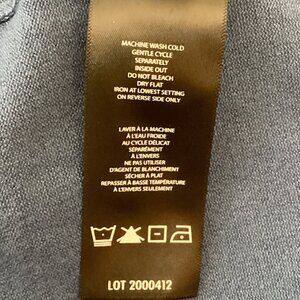 MACHINE WASH COLD
GENTLE CYCLE
SEPARATELY
INSIDE OUT
DO NOT BLEACH
DRY FLAT
IRON AT LOWEST SETTING
ON REVERSE SIDE ONLY
LAVER À LA MACHINE
À L'EAU FROIDE
AU CYCLE DÉLICAT
SÉPARÉMENT
À L'ENVERS
NE PAS UTILISER
D'AGENT DE BLANCHIMENT
SÉCHER À PLAT
REPASSER À BASSE TEMPÉRATURE
À L'ENVERS SEULEMENT
LOT 2000412